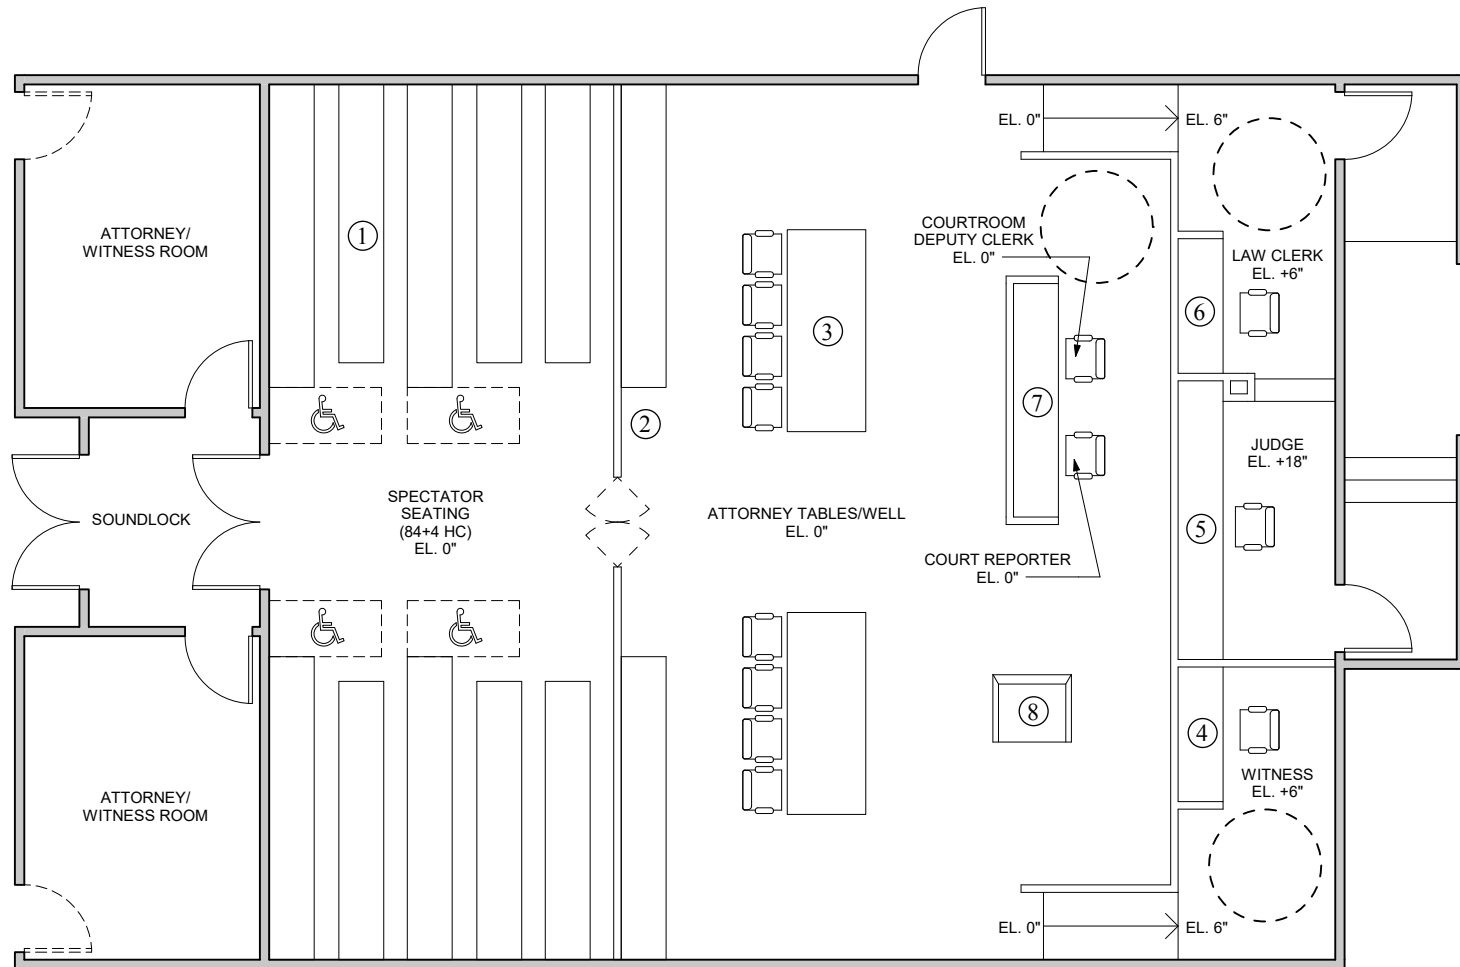 EL. 0"
EL. 6"
ATTORNEY/
WITNESS ROOM
1
COURTROOM
DEPUTY CLERK
EL. 0"
LAW CLERK
EL. +6"
6
3
7
2
JUDGE
EL. +18"
SOUNDLOCK
SPECTATOR
SEATING
(84+4 HC)
EL. 0"
ATTORNEY TABLES/WELL
EL. 0"
5
COURT REPORTER
EL. 0"
8
4
WITNESS
EL. +6"
ATTORNEY/
WITNESS ROOM
EL. 0"
EL. 6"